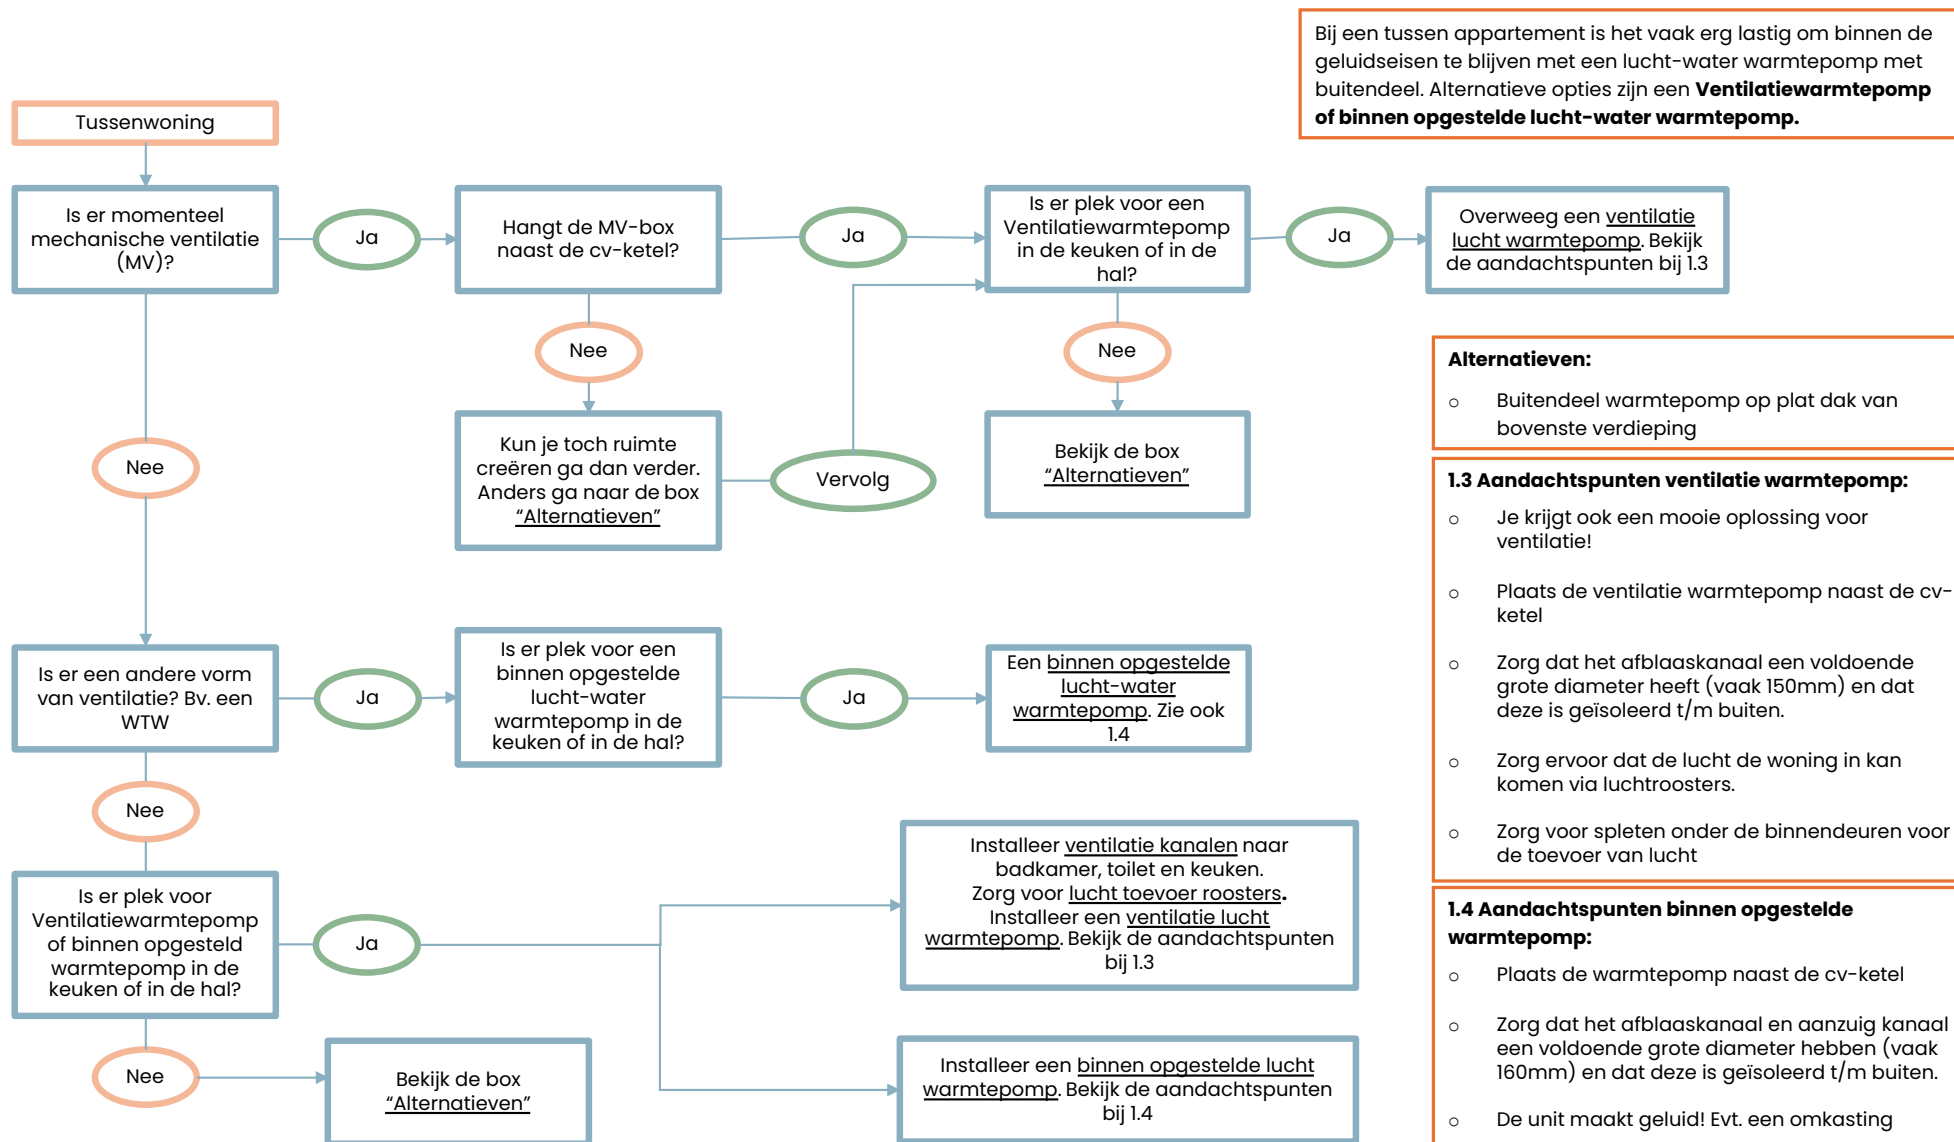 Bij een tussen appartement is het vaak erg lastig om binnen de
geluidseisen te blijven met een lucht-water warmtepomp met
buitendeel. Alternatieve opties zijn een Ventilatiewarmtepomp
of binnen opgestelde lucht-water warmtepomp.
Tussenwoning
Is er momenteel
mechanische ventilatie
(MV)?
Ja
Hangt de MV-box
naast de cv-ketel?
Ja
Is er plek voor een
Ventilatiewarmtepomp
in de keuken of in de
hal?
Ja
Overweeg een ventilatie
lucht warmtepomp. Bekijk
de aandachtspunten bij 1.3
Nee
Nee
Nee
Kun je toch ruimte
creëren ga dan verder.
Anders ga naar de box
“Alternatieven”
Vervolg
Bekijk de box
“Alternatieven”
Is er een andere vorm
van ventilatie? Bv. een
WTW
Ja
Is er plek voor een
binnen opgestelde
lucht-water
warmtepomp in de
keuken of in de hal?
Ja
Een binnen opgestelde
lucht-water
warmtepomp. Zie ook
1.4
Nee
Is er plek voor
Ventilatiewarmtepomp
of binnen opgesteld
warmtepomp in de
keuken of in de hal?
Ja
Installeer ventilatie kanalen naar
badkamer, toilet en keuken.
Zorg voor lucht toevoer roosters.
Installeer een ventilatie lucht
warmtepomp. Bekijk de aandachtspunten
bij 1.3
Nee
Bekijk de box
“Alternatieven”
Installeer een binnen opgestelde lucht
warmtepomp. Bekijk de aandachtspunten
bij 1.4
Alternatieven:
o Buitendeel warmtepomp op plat dak van
bovenste verdieping
1.3 Aandachtspunten ventilatie warmtepomp:
o Je krijgt ook een mooie oplossing voor
ventilatie!
o Plaats de ventilatie warmtepomp naast de cv-
ketel
o Zorg dat het afblaaskanaal een voldoende
grote diameter heeft (vaak 150mm) en dat
deze is geïsoleerd t/m buiten.
o Zorg ervoor dat de lucht de woning in kan
komen via luchtroosters.
o Zorg voor spleten onder de binnendeuren voor
de toevoer van lucht
1.4 Aandachtspunten binnen opgestelde
warmtepomp:
o Plaats de warmtepomp naast de cv-ketel
o Zorg dat het afblaaskanaal en aanzuig kanaal
een voldoende grote diameter hebben (vaak
160mm) en dat deze is geïsoleerd t/m buiten.
o De unit maakt geluid! Evt. een omkasting